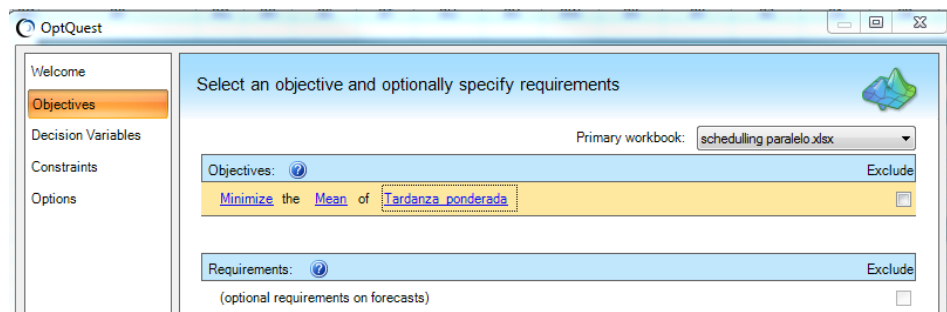 OptQuest
Welcome
Objectives
Decision Variables
Constraints
Options
Select an objective and optionally specify requirements
Primary workbook: schedulling paralelo.xlsx
Objectives: Exclude
Minimize the Mean of Tardanza ponderada
Requirements: Exclude
(optional requirements on forecasts)